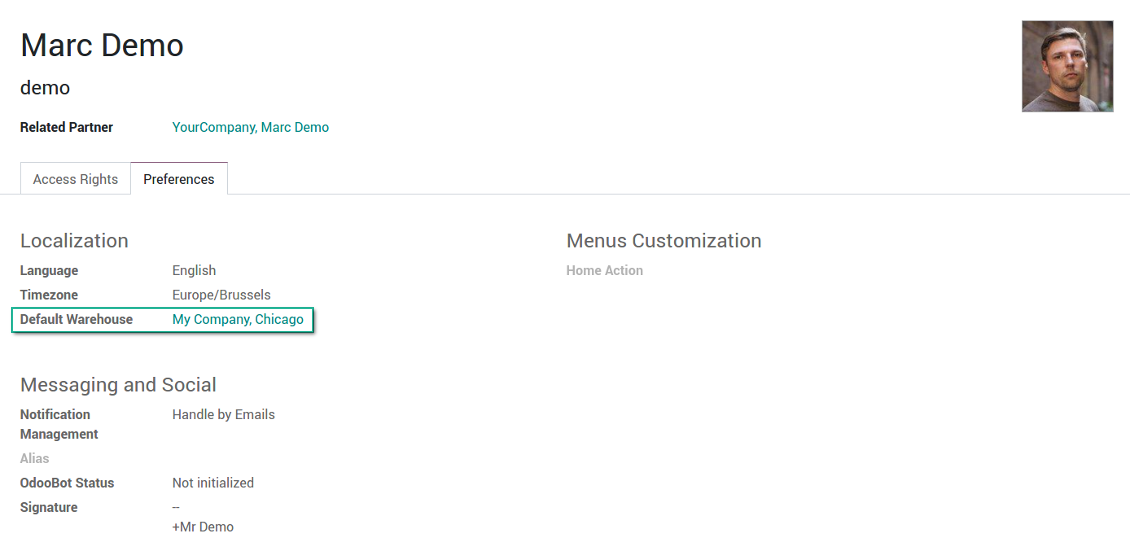 Marc Demo
demo
Related Partner YourCompany, Marc Demo
Access Rights Preferences
Localization
Language English
Timezone Europe/Brussels
Default Warehouse My Company, Chicago
Menus Customization
Home Action
Messaging and Social
Notification Handle by Emails
Management
Alias
OdooBot Status Not initialized
Signature --
+Mr Demo